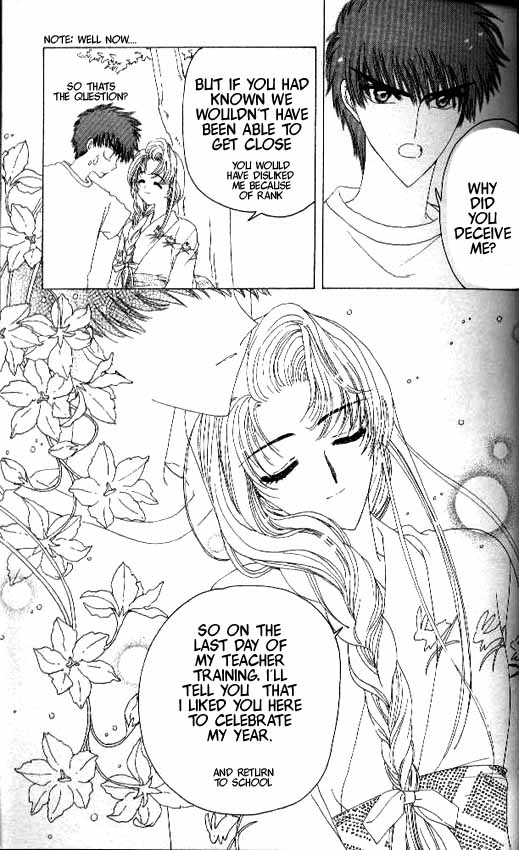 WHY
DID
YOU
DECEIVE
ME?
NOTE: WELL NOW....
BUT IF YOU HAD
KNOWN WE
WOULDN'T HAVE
BEEN ABLE TO
GET CLOSE
YOU WOULD
HAVE DISLIKED
ME BECAUSE
OF RANK
SO THATS
THE QUESTION?
SO ON THE
LAST DAY OF
MY TEACHER
TRAINING. I'LL
TELL YOU THAT
I LIKED YOU HERE
TO CELEBRATE
MY YEAR.
AND RETURN
TO SCHOOL